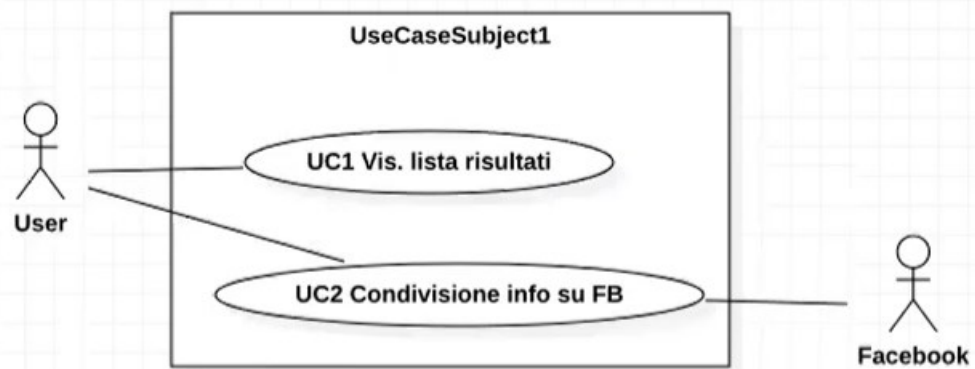 UseCaseSubject1
UC1 Vis. lista risultati
User
UC2 Condivisione info su FB
Facebook